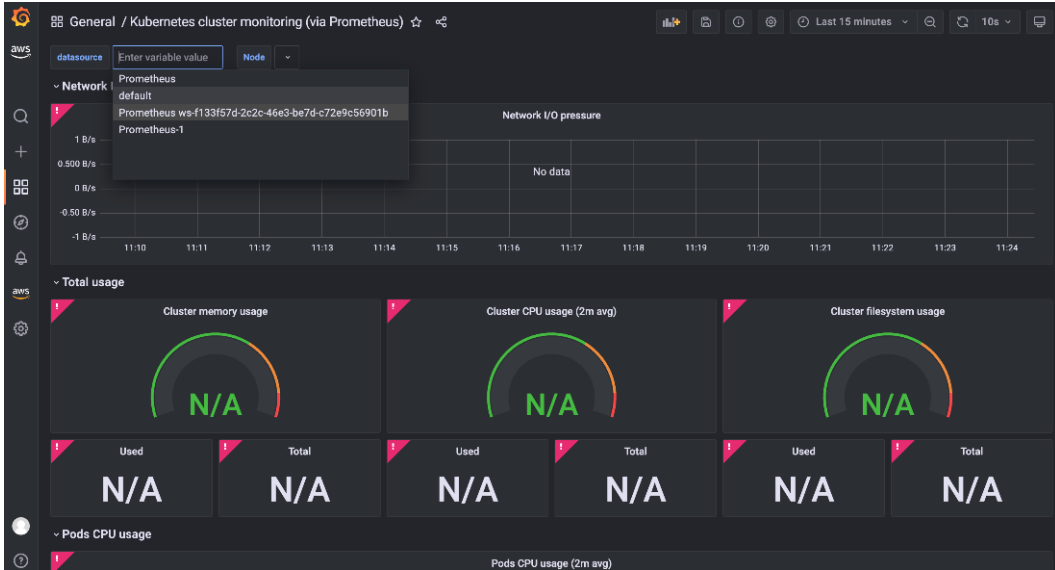 General / Kubernetes cluster monitoring (via Prometheus)
Last 15 minutes
10s
aws
datasource
Enter variable value
Node
Prometheus
default
Prometheus ws-f133f57d-2c2c-46e3-be7d-c72e9c56901b
Prometheus-1
Network
!
Network I/O pressure
1 B/s
0.500 B/s
0 B/s
-0.50 B/s
-1 B/s
No data
11:10 11:11 11:12 11:13 11:14 11:15 11:16 11:17 11:18 11:19 11:20 11:21 11:22 11:23 11:24
aws
Total usage
! Cluster memory usage
N/A
! Cluster CPU usage (2m avg)
N/A
! Cluster filesystem usage
N/A
! Used
N/A
! Total
N/A
! Used
N/A
! Total
N/A
! Used
N/A
! Total
N/A
Pods CPU usage
! Pods CPU usage (2m avg)